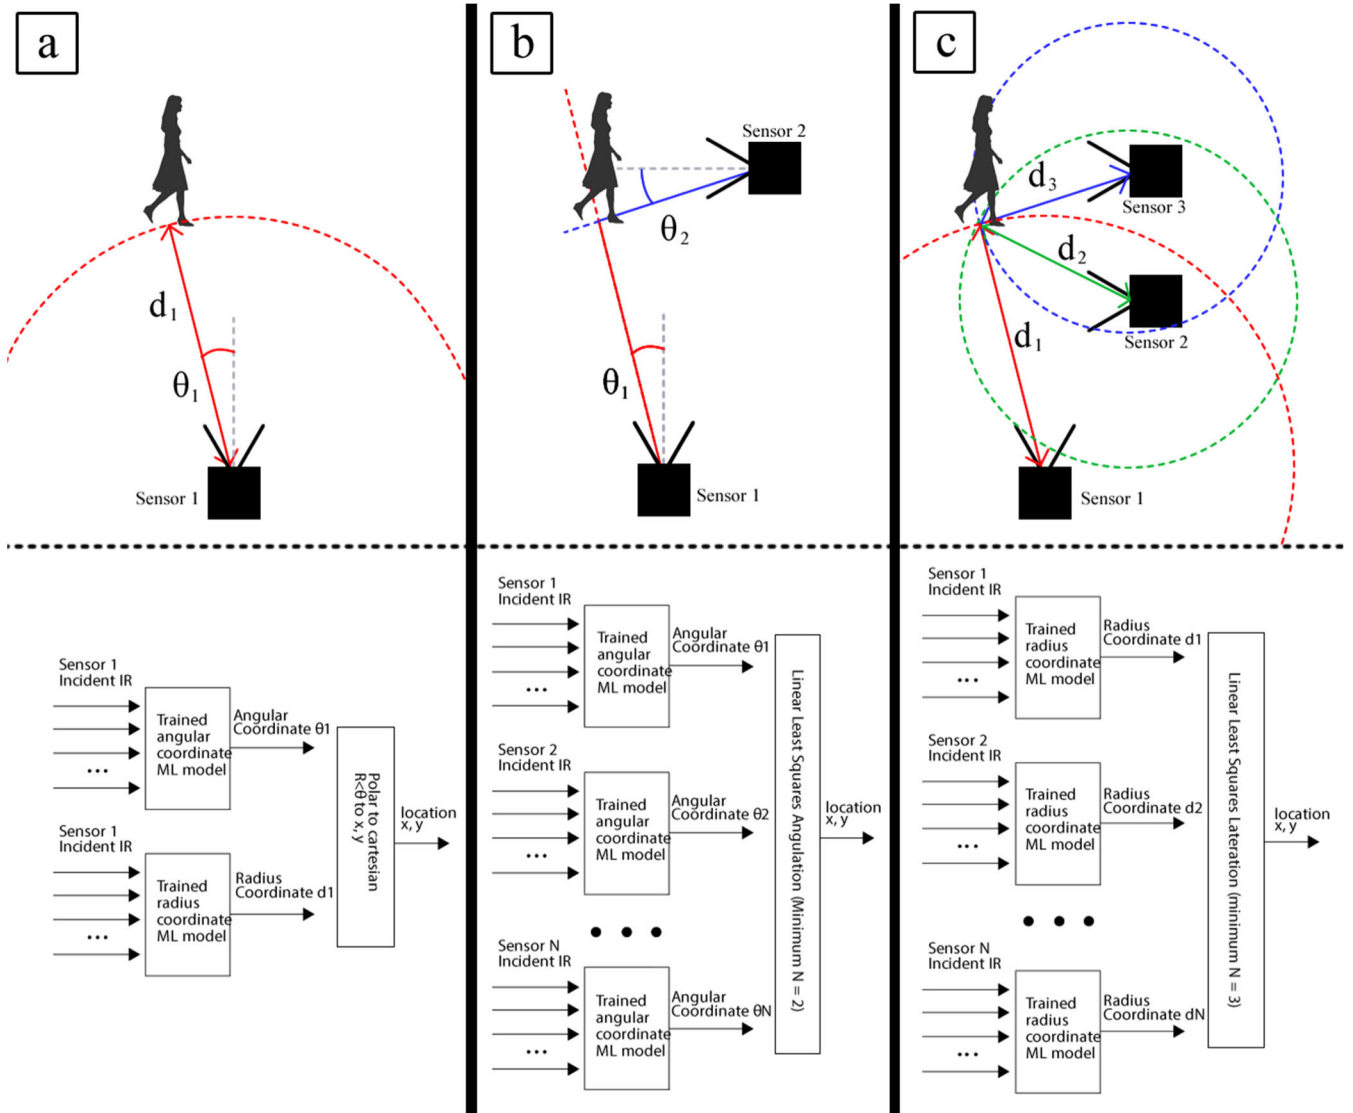 a
d1
θ1
Sensor 1
Sensor 1
Incident IR
...
Trained
angular
coordinate
ML model
Angular
Coordinate θ1
Sensor 1
Incident IR
...
Trained
radius
coordinate
ML model
Radius
Coordinate d1
Polar to cartesian
R<θ to x, y
location
x, y
b
Sensor 2
θ2
θ1
Sensor 1
Sensor 1
Incident IR
...
Trained
angular
coordinate
ML model
Angular
Coordinate θ1
Sensor 2
Incident IR
...
Trained
angular
coordinate
ML model
Angular
Coordinate θ2
• • •
Sensor N
Incident IR
...
Trained
angular
coordinate
ML model
Angular
Coordinate θN
Linear Least Squares Angulation (Minimum N = 2)
location
x, y
c
d3
Sensor 3
d2
Sensor 2
d1
Sensor 1
Sensor 1
Incident IR
...
Trained
radius
coordinate
ML model
Radius
Coordinate d1
Sensor 2
Incident IR
...
Trained
radius
coordinate
ML model
Radius
Coordinate d2
• • •
Sensor N
Incident IR
...
Trained
radius
coordinate
ML model
Radius
Coordinate dN
Linear Least Squares Lateration (minimum N = 3)
location
x, y